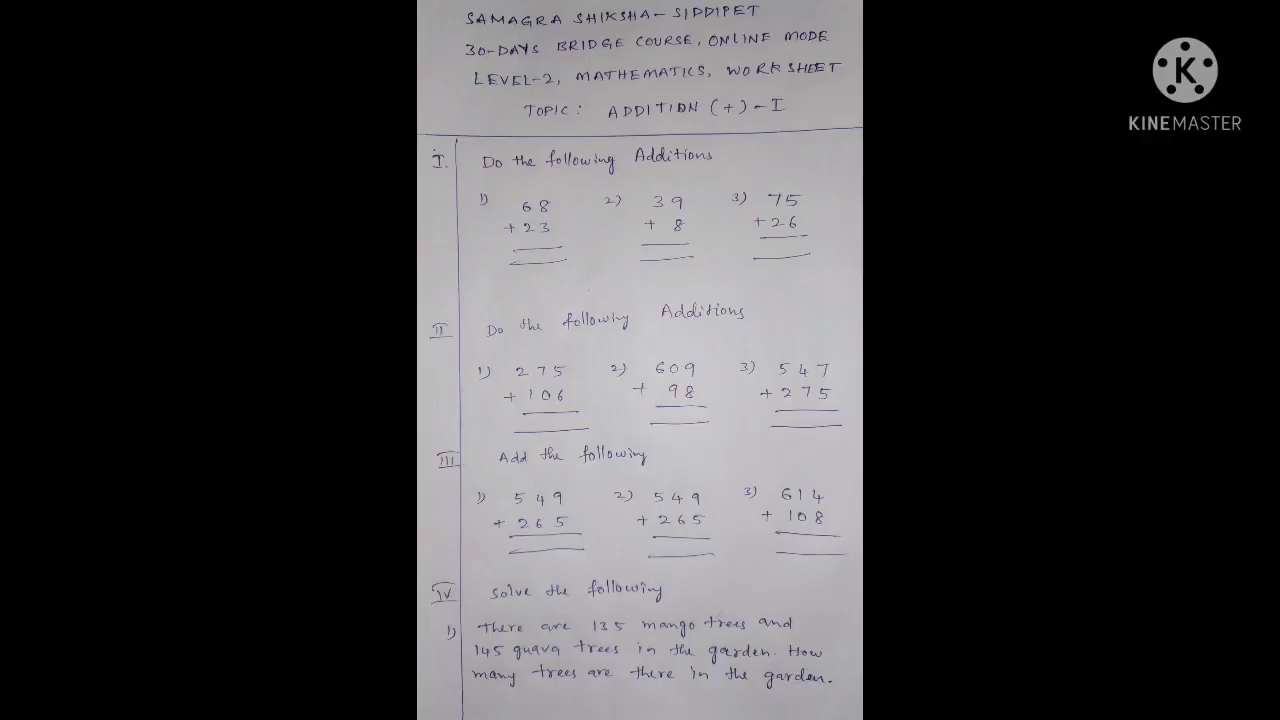 SAMAGRA SHIKSHA - SIDDIPET
30-DAYS BRIDGE COURSE, ONLINE MODE
LEVEL-2, MATHEMATICS, WORKSHEET
TOPIC: ADDITION (+) - I
K
KINEMASTER
I. Do the following Additions
1) 68 2) 39 3) 75
+23 + 8 +26
II Do the following Additions
1) 275 2) 609 3) 547
+106 + 98 +275
III Add the following
1) 549 2) 549 3) 614
+265 +265 + 108
IV Solve the following
1) There are 135 mango trees and
145 guava trees in the garden. How
many trees are there in the garden.